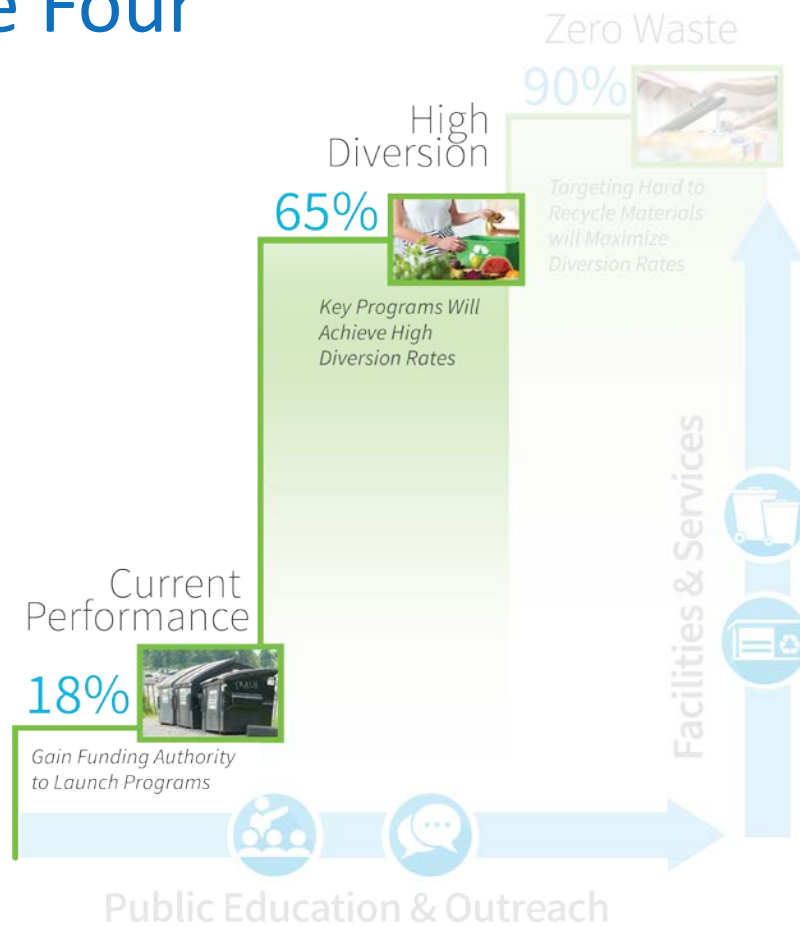 e Four
Zero Waste
90%
Targeting Hard to
Recycle Materials
will Maximize
Diversion Rates
High
Diversion
65%
Key Programs Will
Achieve High
Diversion Rates
Facilities & Services
Current
Performance
18%
Gain Funding Authority
to Launch Programs
Public Education & Outreach